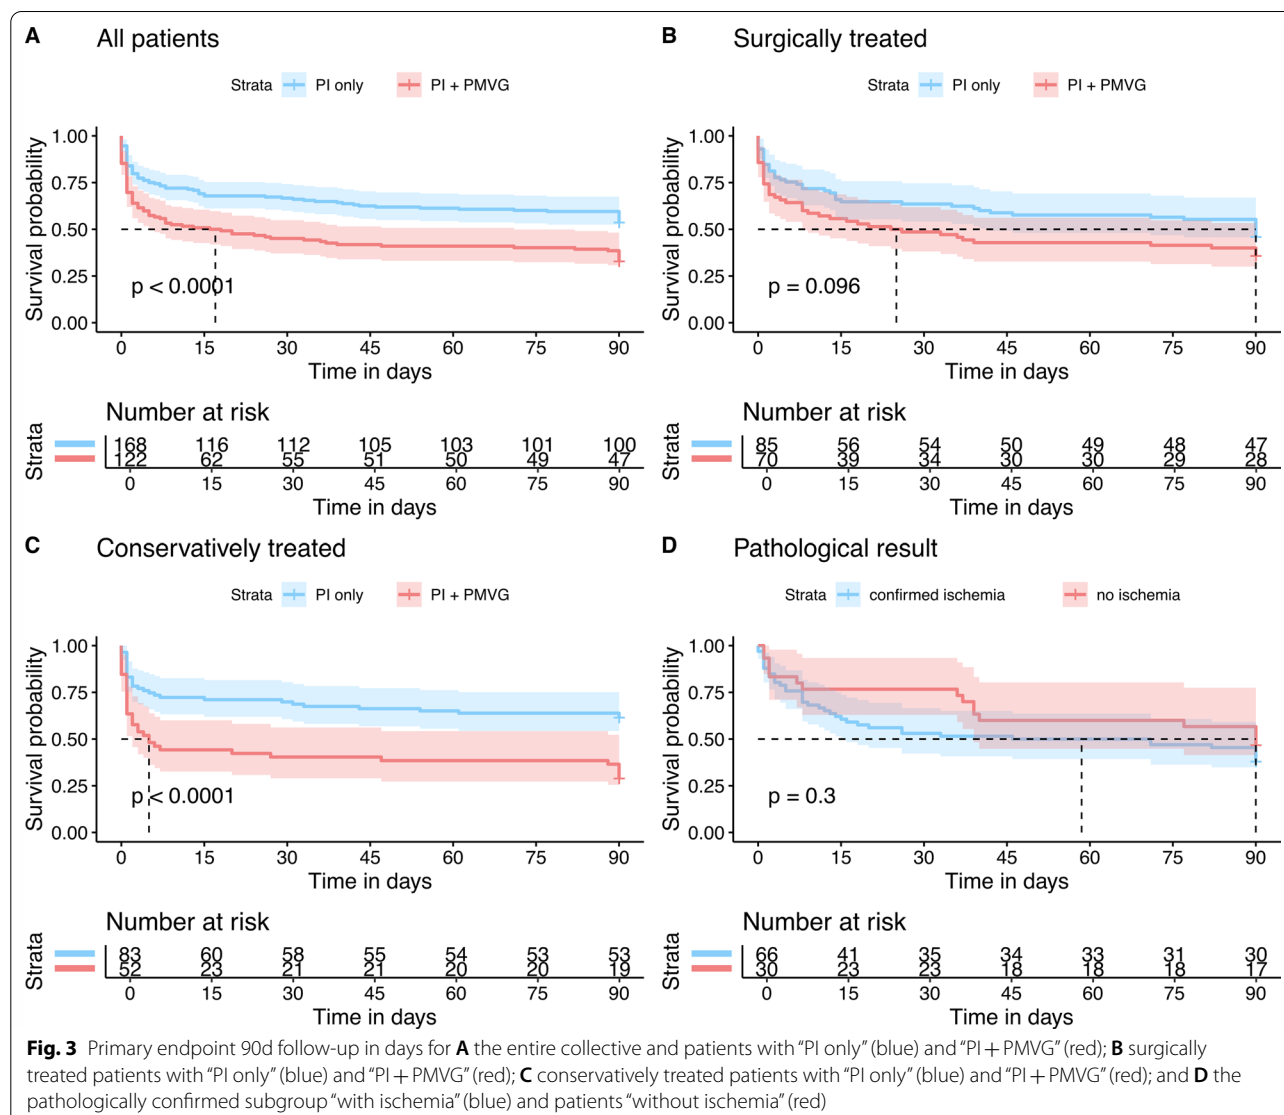 A All patients
Strata PI only PI + PMVG
Survival probability
1.00
0.75
0.50
0.25
0.00
p < 0.0001
0 15 30 45 60 75 90
Time in days
Number at risk
Strata
168 116 112 105 103 101 100
122 62 55 51 50 49 47
0 15 30 45 60 75 90
Time in days
B Surgically treated
Strata PI only PI + PMVG
Survival probability
1.00
0.75
0.50
0.25
0.00
p = 0.096
0 15 30 45 60 75 90
Time in days
Number at risk
Strata
85 56 54 50 49 48 47
70 39 34 30 30 29 28
0 15 30 45 60 75 90
Time in days
C Conservatively treated
Strata PI only PI + PMVG
Survival probability
1.00
0.75
0.50
0.25
0.00
p < 0.0001
0 15 30 45 60 75 90
Time in days
Number at risk
Strata
83 60 58 55 54 53 53
52 23 21 21 20 20 19
0 15 30 45 60 75 90
Time in days
D Pathological result
Strata confirmed ischemia no ischemia
Survival probability
1.00
0.75
0.50
0.25
0.00
p = 0.3
0 15 30 45 60 75 90
Time in days
Number at risk
Strata
66 41 35 34 33 31 30
30 23 23 18 18 18 17
0 15 30 45 60 75 90
Time in days
Fig. 3 Primary endpoint 90d follow-up in days for A the entire collective and patients with “PI only” (blue) and “PI + PMVG” (red); B surgically
treated patients with “PI only” (blue) and “PI + PMVG” (red); C conservatively treated patients with “PI only” (blue) and “PI + PMVG” (red); and D the
pathologically confirmed subgroup “with ischemia” (blue) and patients “without ischemia” (red)